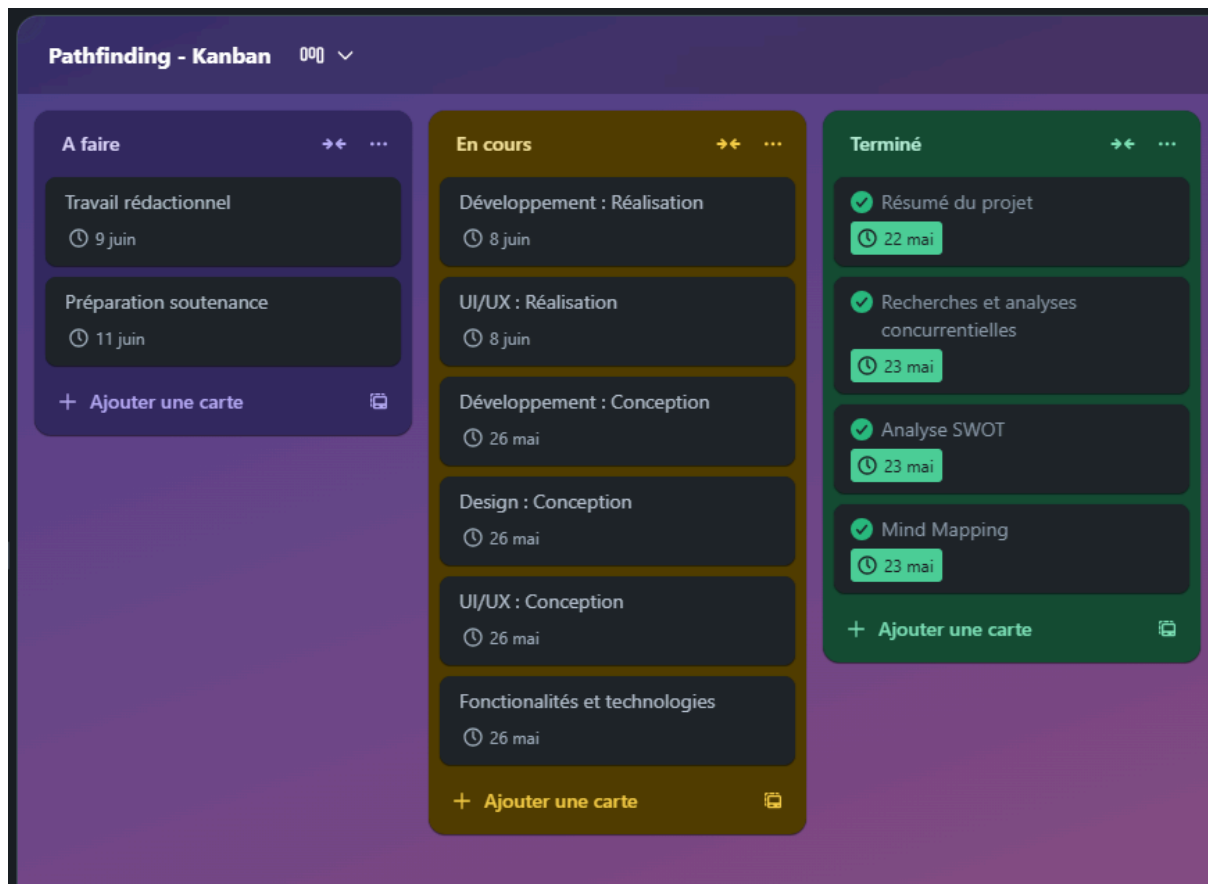 Pathfinding - Kanban
A faire
Travail rédactionnel
9 juin
Préparation soutenance
11 juin
Ajouter une carte
En cours
Développement : Réalisation
8 juin
UI/UX : Réalisation
8 juin
Développement : Conception
26 mai
Design : Conception
26 mai
UI/UX : Conception
26 mai
Fonctionalités et technologies
26 mai
Ajouter une carte
Terminé
Résumé du projet
22 mai
Recherches et analyses
concurrentielles
23 mai
Analyse SWOT
23 mai
Mind Mapping
23 mai
Ajouter une carte